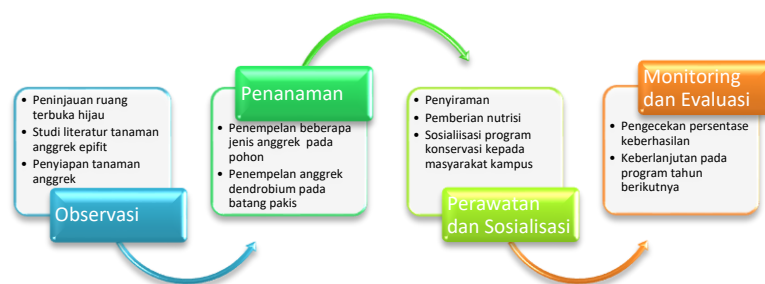 • Peninjauan ruang
terbuka hijau
• Studi literatur tanaman
anggrek epifit
• Penyiapan tanaman
anggrek
Observasi
Penanaman
• Penempelan beberapa
jenis anggrek pada
pohon
• Penempelan anggrek
dendrobium pada
batang pakis
• Penyiraman
• Pemberian nutrisi
• Sosialiisasi program
konservasi kepada
masyarakat kampus
Perawatan
dan Sosialisasi
Monitoring
dan Evaluasi
• Pengecekan persentase
keberhasilan
• Keberlanjutan pada
program tahun
berikutnya